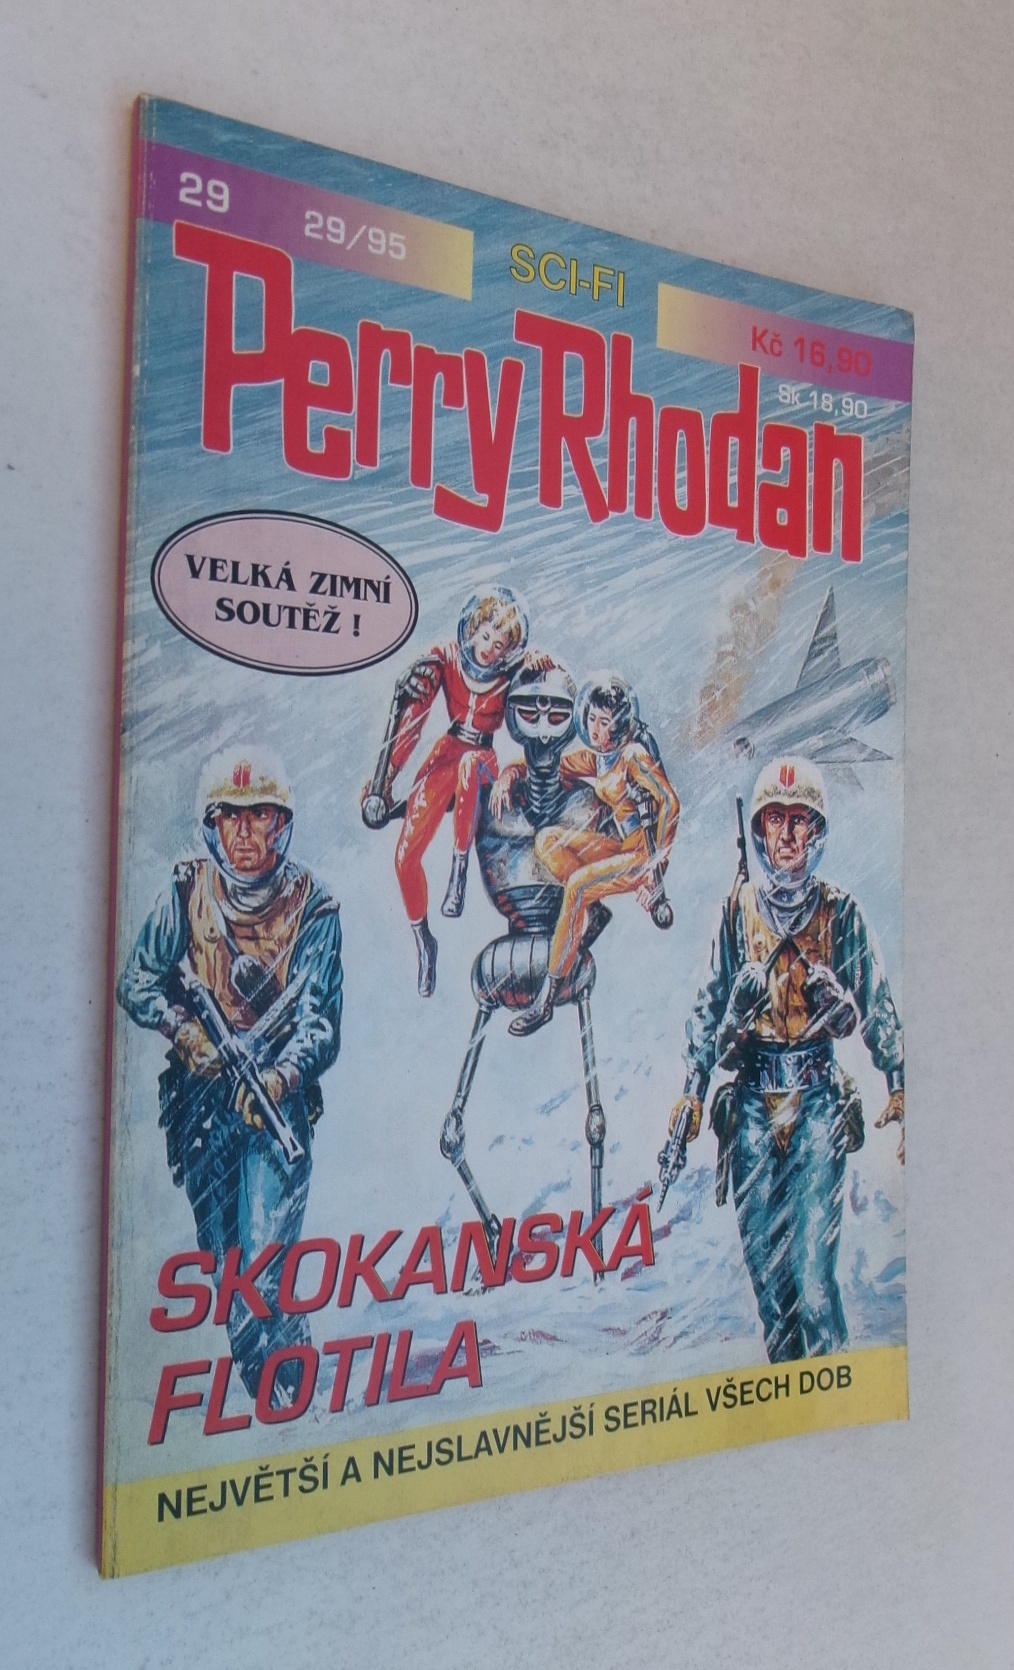 29 29/95
SCI-FI
Kč 16,90
Sk 18,90
Perry Rhodan
VELKÁ ZIMNÍ
SOUTĚŽ !
SKOKANSKÁ
FLOTILA
NEJVĚTŠÍ A NEJSLAVNĚJŠÍ SERIÁL VŠECH DOB